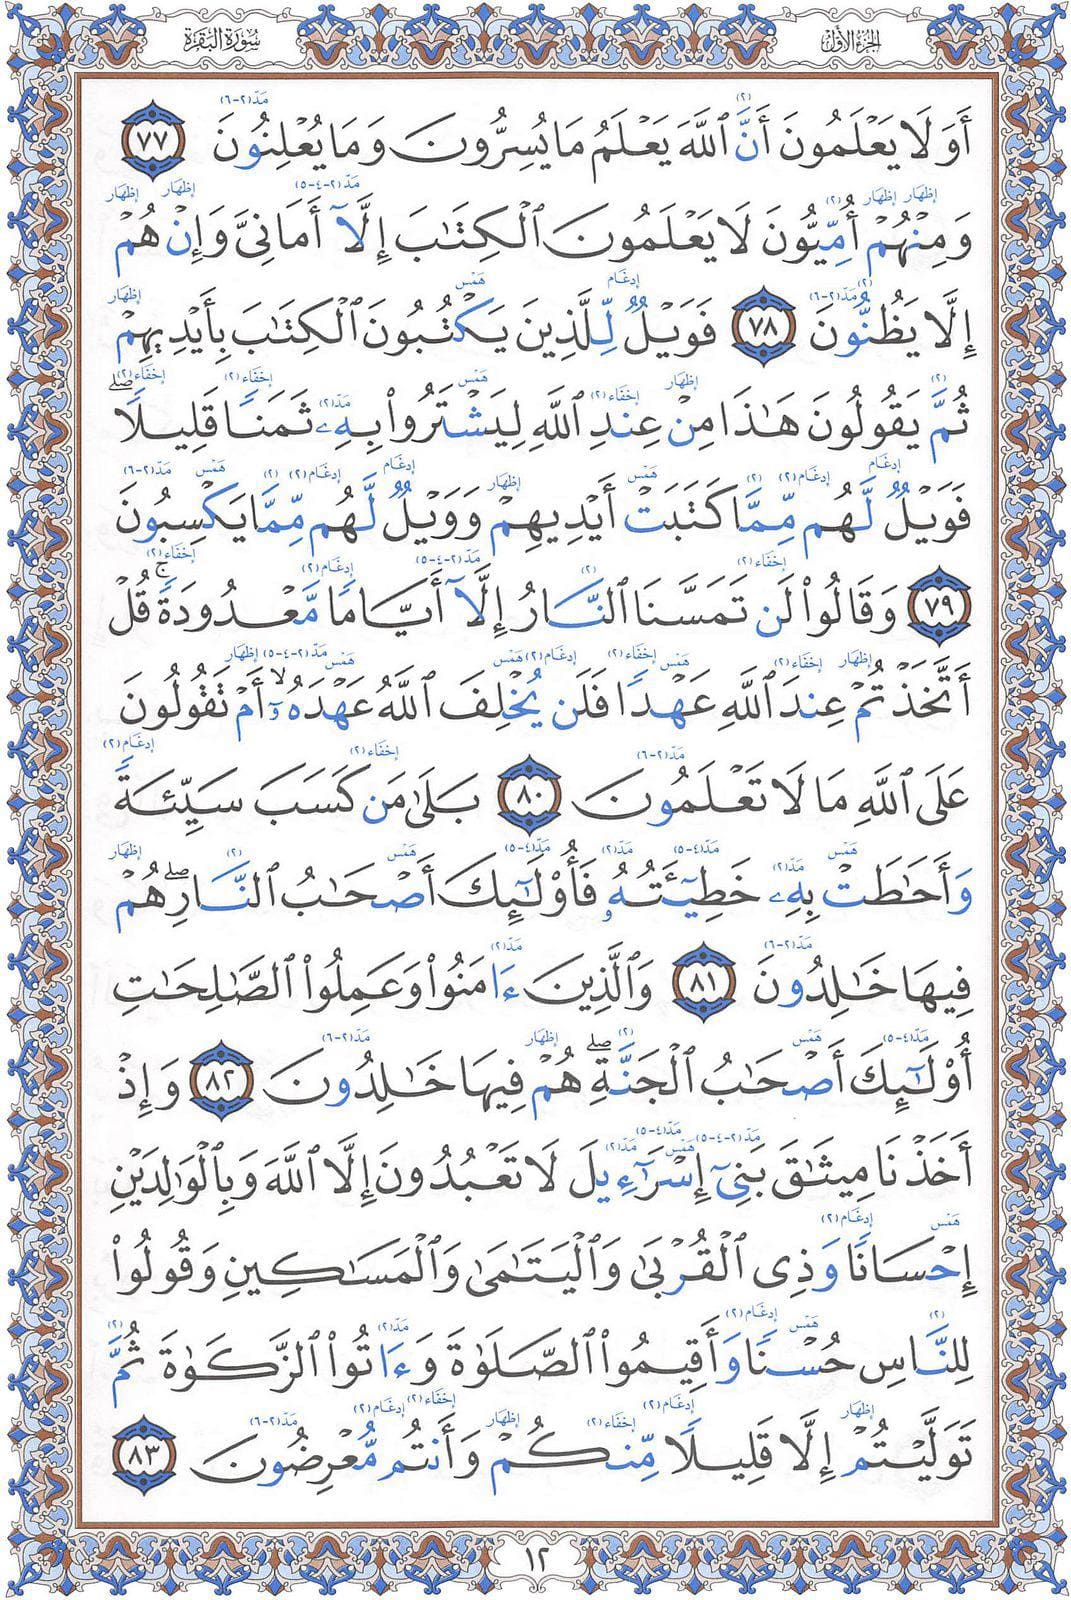 الجزء الأول
سورة البقرة
أَوَلَا يَعْلَمُونَ أَنَّ ٱللَّهَ يَعْلَمُ مَا يُسِرُّونَ وَمَا يُعْلِنُونَ ٧٧
وَمِنْهُمْ أُمِّيُّونَ لَا يَعْلَمُونَ ٱلْكِتَٰبَ إِلَّآ أَمَانِىَّ وَإِنْ هُمْ
إِلَّا يَظُنُّونَ ٧٨ فَوَيْلٌ لِّلَّذِينَ يَكْتُبُونَ ٱلْكِتَٰبَ بِأَيْدِيهِمْ
ثُمَّ يَقُولُونَ هَٰذَا مِنْ عِندِ ٱللَّهِ لِيَشْتَرُوا۟ بِهِۦ ثَمَنًا قَلِيلًا ۖ
فَوَيْلٌ لَّهُم مِّمَّا كَتَبَتْ أَيْدِيهِمْ وَوَيْلٌ لَّهُم مِّمَّا يَكْسِبُونَ
٧٩ وَقَالُوا۟ لَن تَمَسَّنَا ٱلنَّارُ إِلَّآ أَيَّامًا مَّعْدُودَةً ۚ قُلْ
أَتَّخَذْتُمْ عِندَ ٱللَّهِ عَهْدًا فَلَن يُخْلِفَ ٱللَّهُ عَهْدَهُۥٓ ۖ أَمْ تَقُولُونَ
عَلَى ٱللَّهِ مَا لَا تَعْلَمُونَ ٨٠ بَلَىٰ مَن كَسَبَ سَيِّئَةً
وَأَحَٰطَتْ بِهِۦ خَطِيٓـَٔتُهُۥ فَأُو۟لَٰٓئِكَ أَصْحَٰبُ ٱلنَّارِ ۖ هُمْ
فِيهَا خَٰلِدُونَ ٨١ وَٱلَّذِينَ ءَامَنُوا۟ وَعَمِلُوا۟ ٱلصَّٰلِحَٰتِ
أُو۟لَٰٓئِكَ أَصْحَٰبُ ٱلْجَنَّةِ ۖ هُمْ فِيهَا خَٰلِدُونَ ٨٢ وَإِذْ
أَخَذْنَا مِيثَٰقَ بَنِىٓ إِسْرَٰٓءِيلَ لَا تَعْبُدُونَ إِلَّا ٱللَّهَ وَبِٱلْوَٰلِدَيْنِ
إِحْسَانًا وَذِى ٱلْقُرْبَىٰ وَٱلْيَتَٰمَىٰ وَٱلْمَسَٰكِينِ وَقُولُوا۟
لِلنَّاسِ حُسْنًا وَأَقِيمُوا۟ ٱلصَّلَوٰةَ وَءَاتُوا۟ ٱلزَّكَوٰةَ ثُمَّ
تَوَلَّيْتُمْ إِلَّا قَلِيلًا مِّنكُمْ وَأَنتُم مُّعْرِضُونَ ٨٣
١٢